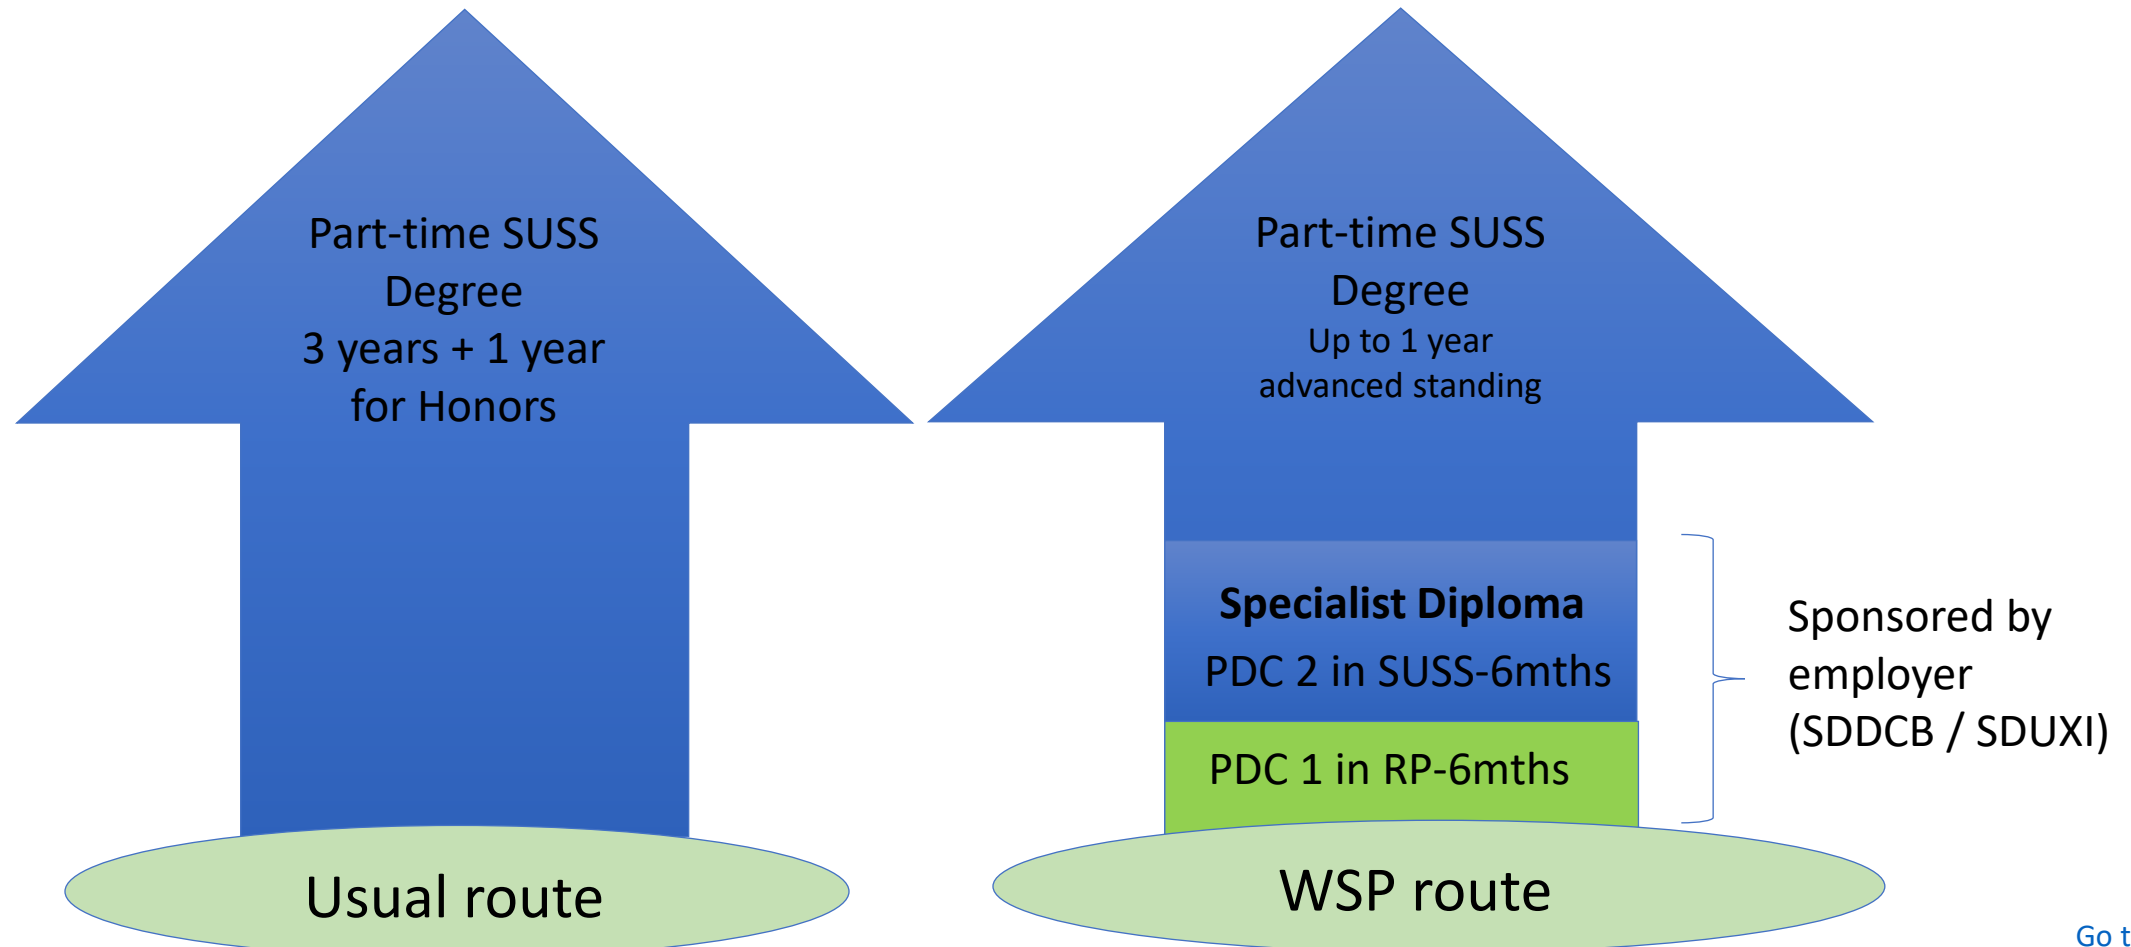 Part-time SUSS
Degree
3 years + 1 year
for Honors
Usual route
Part-time SUSS
Degree
Up to 1 year
advanced standing
Specialist Diploma
PDC 2 in SUSS-6mths
PDC 1 in RP-6mths
WSP route
Sponsored by
employer
(SDDCB / SDUXI)
Go t